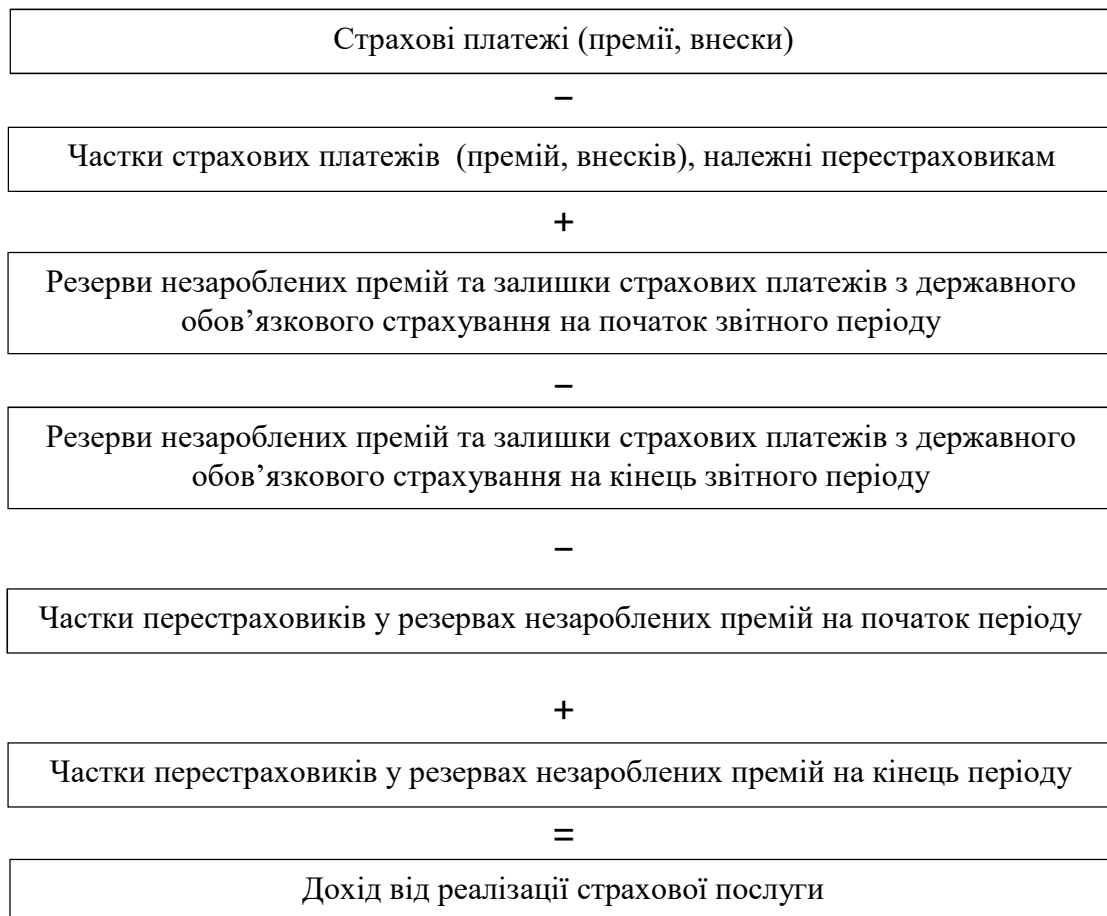 Страхові платежі (премії, внески)
–
Частки страхових платежів (премій, внесків), належні перестраховикам
+
Резерви незароблених премій та залишки страхових платежів з державного
обов’язкового страхування на початок звітного періоду
–
Резерви незароблених премій та залишки страхових платежів з державного
обов’язкового страхування на кінець звітного періоду
–
Частки перестраховиків у резервах незароблених премій на початок періоду
+
Частки перестраховиків у резервах незароблених премій на кінець періоду
=
Дохід від реалізації страхової послуги